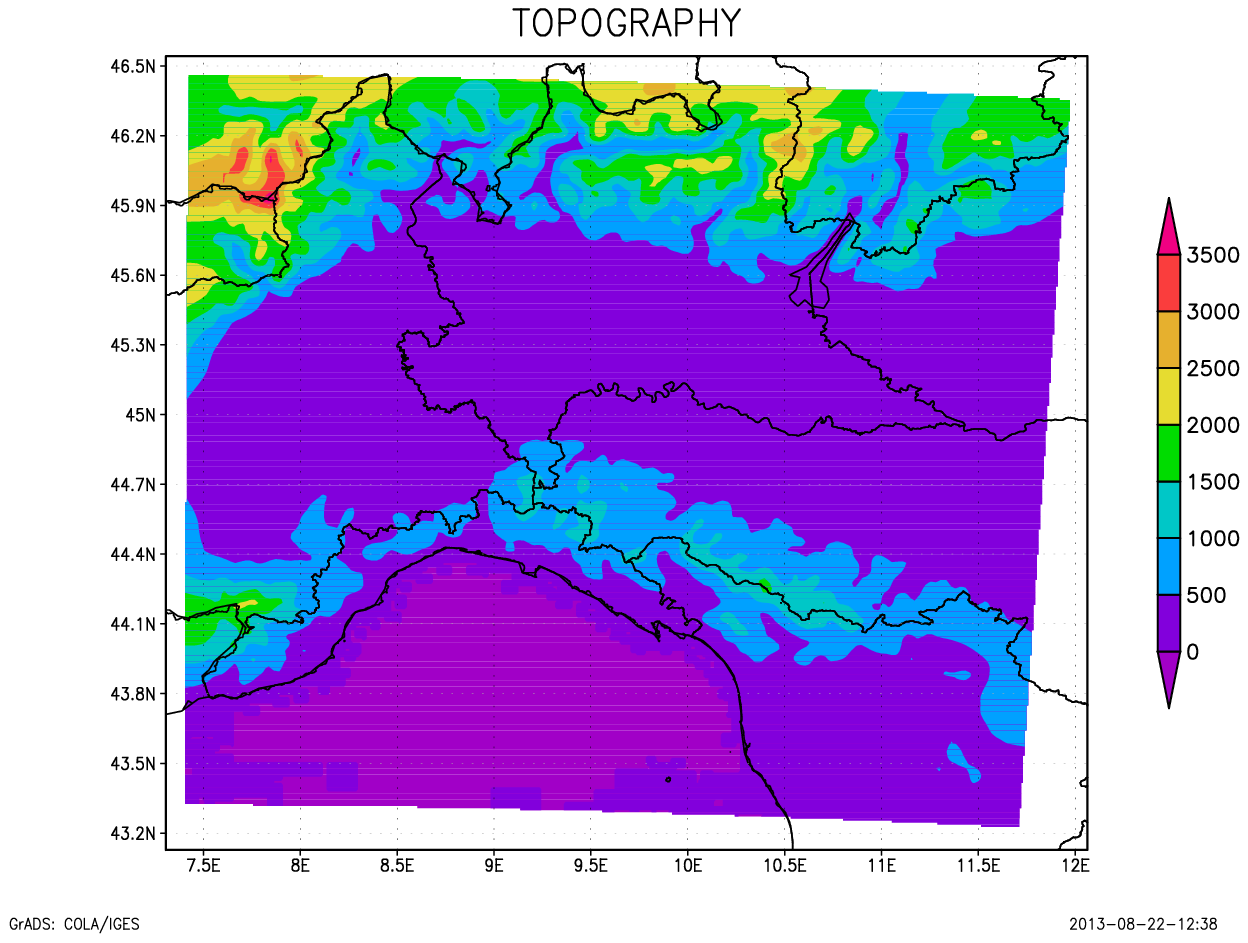 TOPOGRAPHY
46.5N
46.2N
45.9N
45.6N
45.3N
45N
44.7N
44.4N
44.1N
43.8N
43.5N
43.2N
7.5E 8E 8.5E 9E 9.5E 10E 10.5E 11E 11.5E 12E
3500
3000
2500
2000
1500
1000
500
0
GrADS: COLA/IGES 2013-08-22-12:38